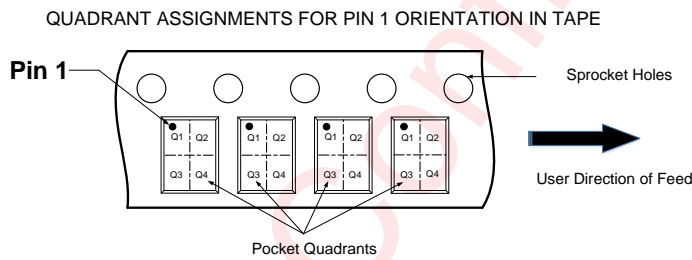 QUADRANT ASSIGNMENTS FOR PIN 1 ORIENTATION IN TAPE
Pin 1
Sprocket Holes
Q1 Q2 Q1 Q2 Q1 Q2 Q1 Q2
Q3 Q4 Q3 Q4 Q3 Q4 Q3 Q4
User Direction of Feed
Pocket Quadrants